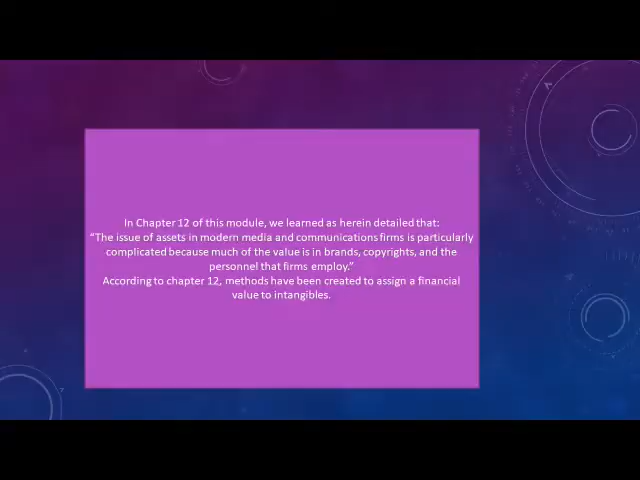 In Chapter 12 of this module, we learned as herein detailed that:
“The issue of assets in modern media and communications firms is particularly
complicated because much of the value is in brands, copyrights, and the
personnel that firms employ.”
According to chapter 12, methods have been created to assign a financial
value to intangibles.